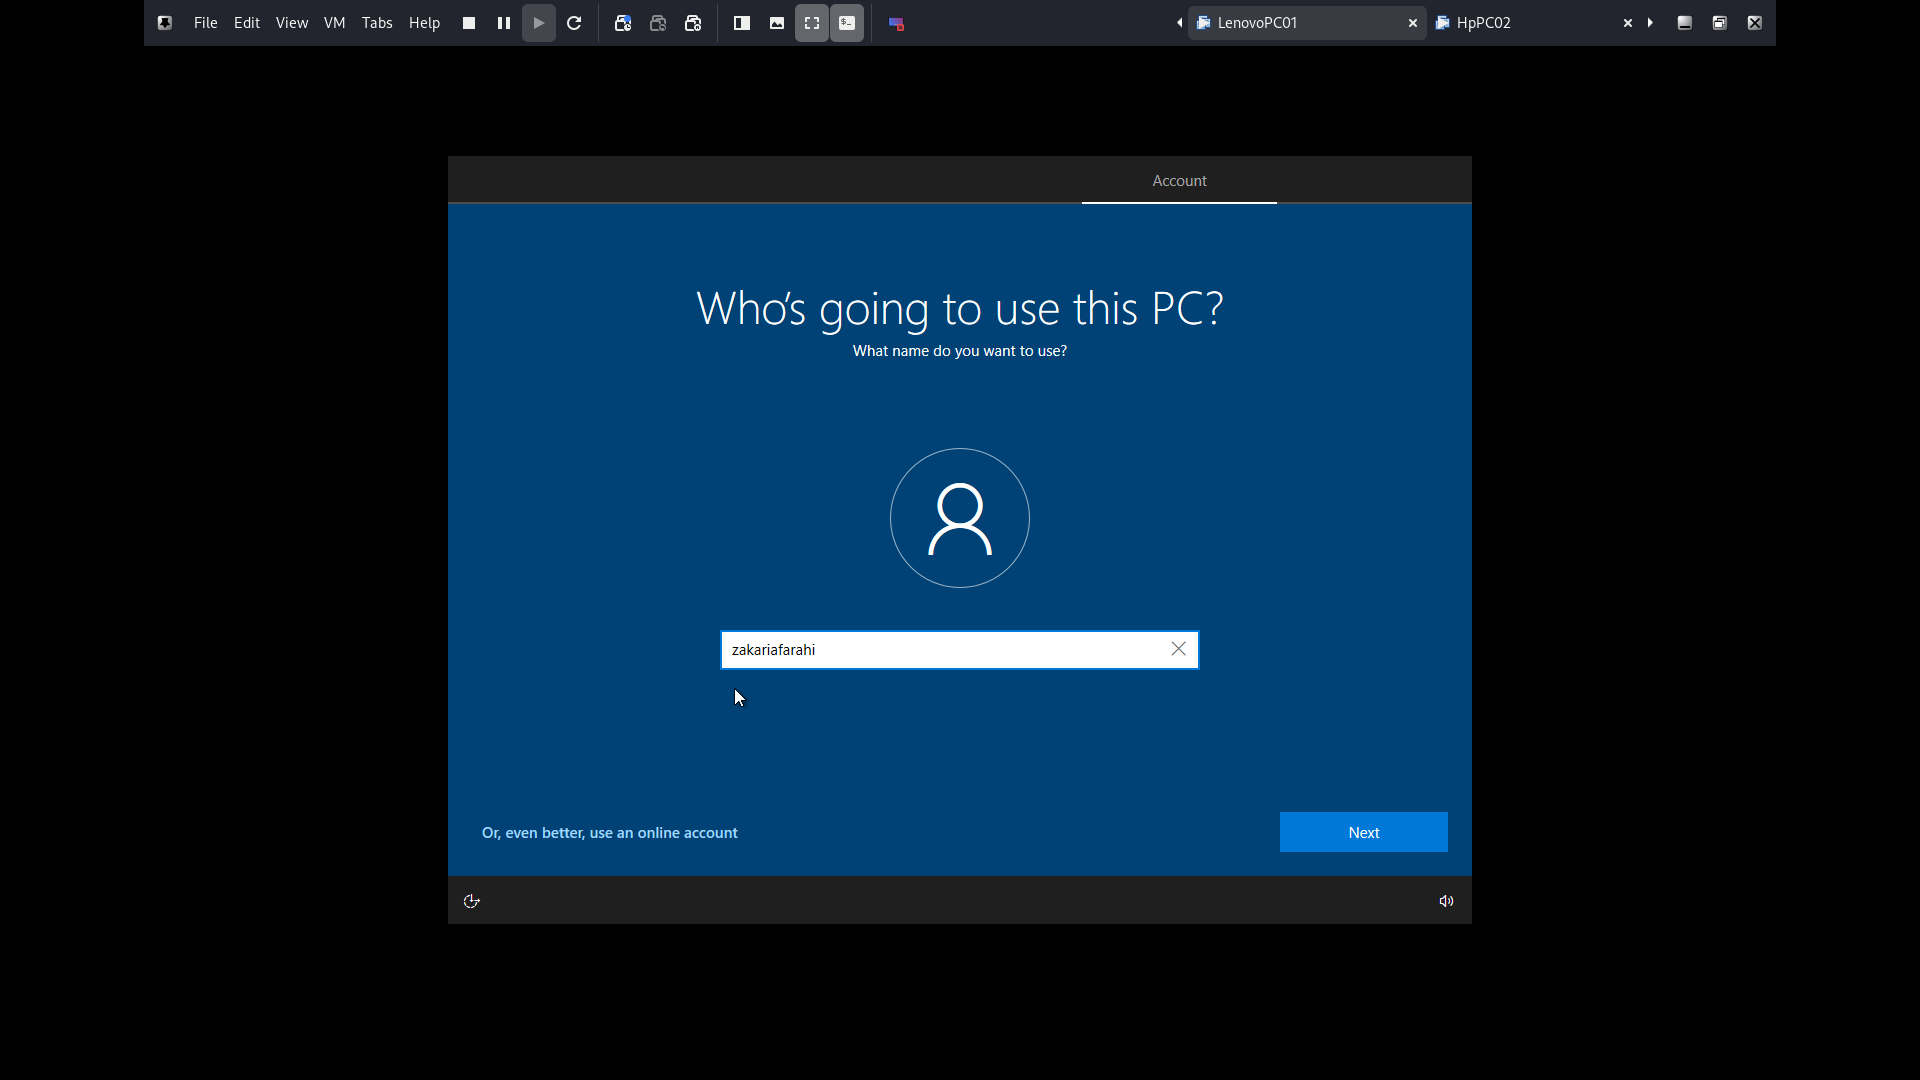 File Edit View VM Tabs Help LenovoPC01 HpPC02
Account
Who's going to use this PC?
What name do you want to use?
zakariafarahi
Or, even better, use an online account Next